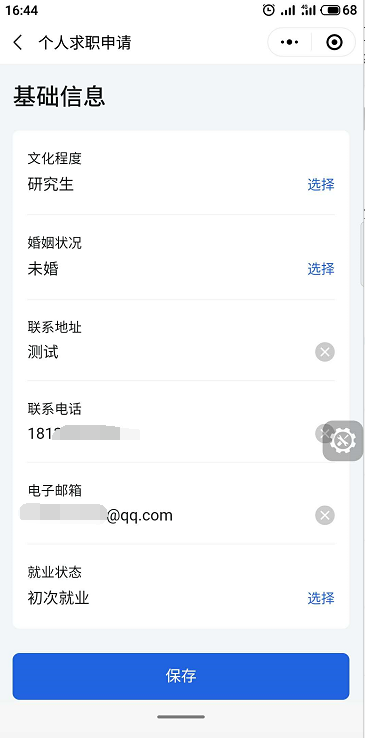 16:44
4G 68
个人求职申请
基础信息
文化程度
研究生 选择
婚姻状况
未婚 选择
联系地址
测试
联系电话
181
电子邮箱
@qq.com
就业状态
初次就业 选择
保存